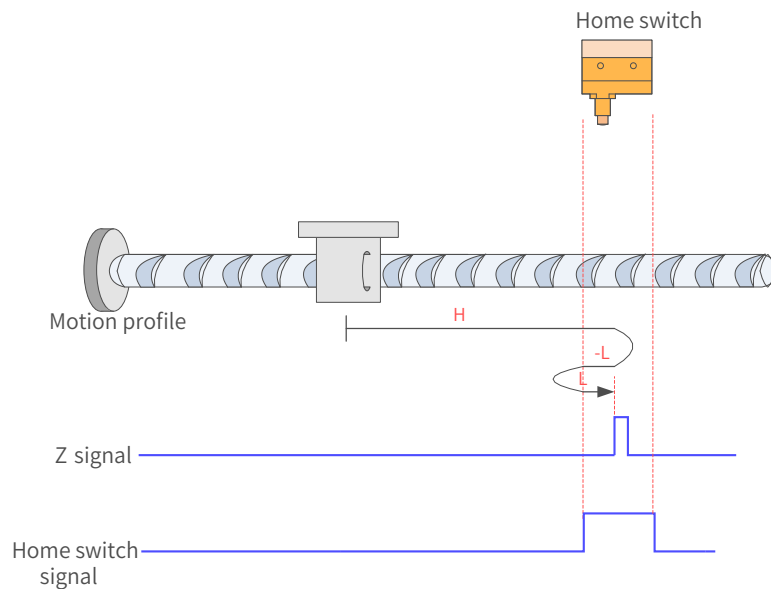 Home switch
Motion profile
H
-L
L
Z signal
Home switch
signal